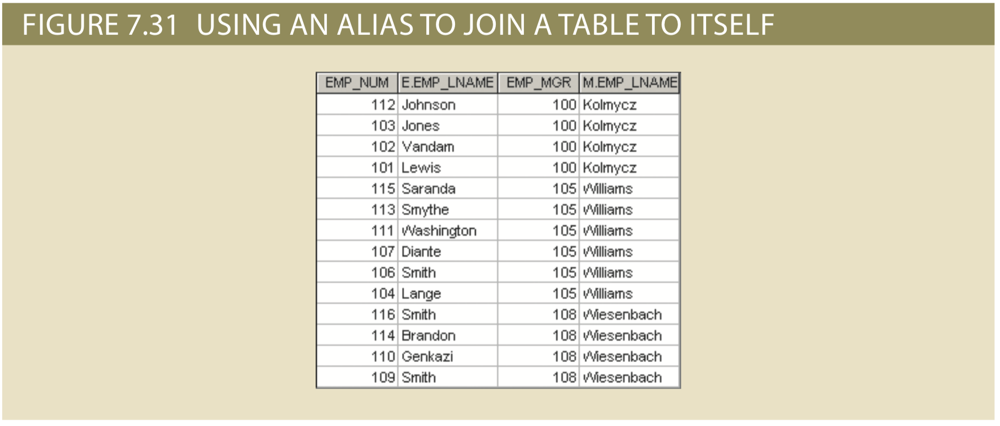 FIGURE 7.31 USING AN ALIAS TO JOIN A TABLE TO ITSELF
EMP_NUM E.EMP_LNAME EMP_MGR M.EMP_LNAME
112 Johnson 100 Kolmycz
103 Jones 100 Kolmycz
102 Vandam 100 Kolmycz
101 Lewis 100 Kolmycz
115 Saranda 105 Williams
113 Smythe 105 Williams
111 Washington 105 Williams
107 Diante 105 Williams
106 Smith 105 Williams
104 Lange 105 Williams
116 Smith 108 Wiesenbach
114 Brandon 108 Wiesenbach
110 Genkazi 108 Wiesenbach
109 Smith 108 Wiesenbach